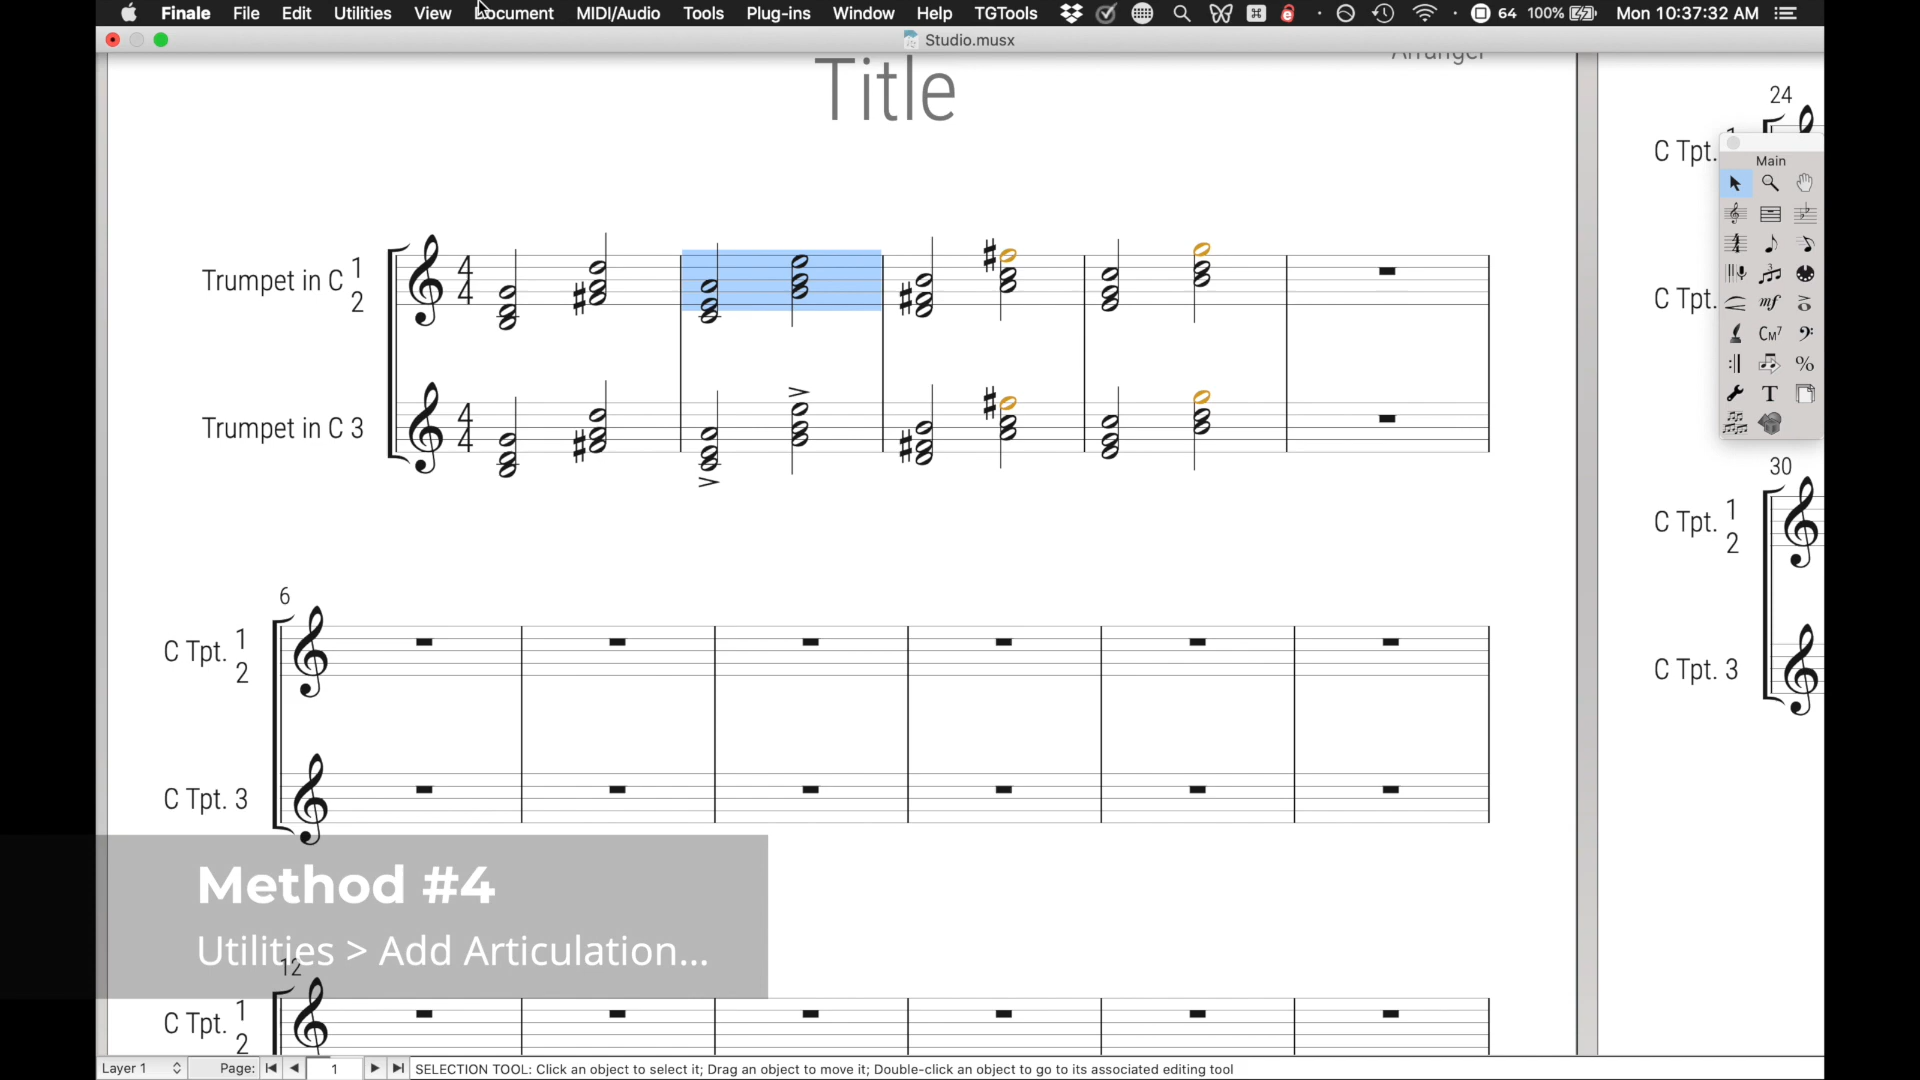 Finale File Edit Utilities View Document MIDI/Audio Tools Plug-ins Window Help TGTools 64 100% Mon 10:37:32 AM
Studio.musx
Arranger
Title
24
C Tpt. 1
Main
Trumpet in C 1
2
C Tpt.
mf
CM7
%
T
Trumpet in C 3
30
C Tpt. 1
2
6
C Tpt. 1
2
C Tpt. 3
C Tpt. 3
Method #4
Utilities > Add Articulation...
12
C Tpt. 1
2
Layer 1 Page: 1 SELECTION TOOL: Click an object to select it; Drag an object to move it; Double-click an object to go to its associated editing tool